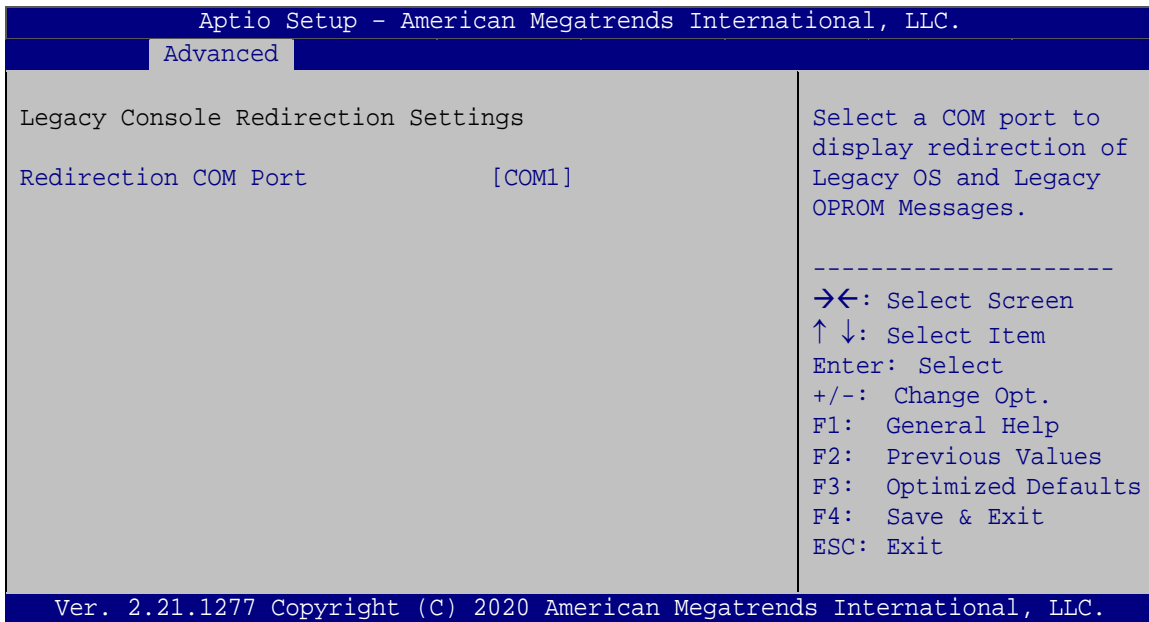 Aptio Setup – American Megatrends International, LLC.
Advanced
Legacy Console Redirection Settings
Redirection COM Port [COM1]
Select a COM port to
display redirection of
Legacy OS and Legacy
OPROM Messages.
---------------------
→←: Select Screen
↑ ↓: Select Item
Enter: Select
+/-: Change Opt.
F1: General Help
F2: Previous Values
F3: Optimized Defaults
F4: Save & Exit
ESC: Exit
Ver. 2.21.1277 Copyright (C) 2020 American Megatrends International, LLC.